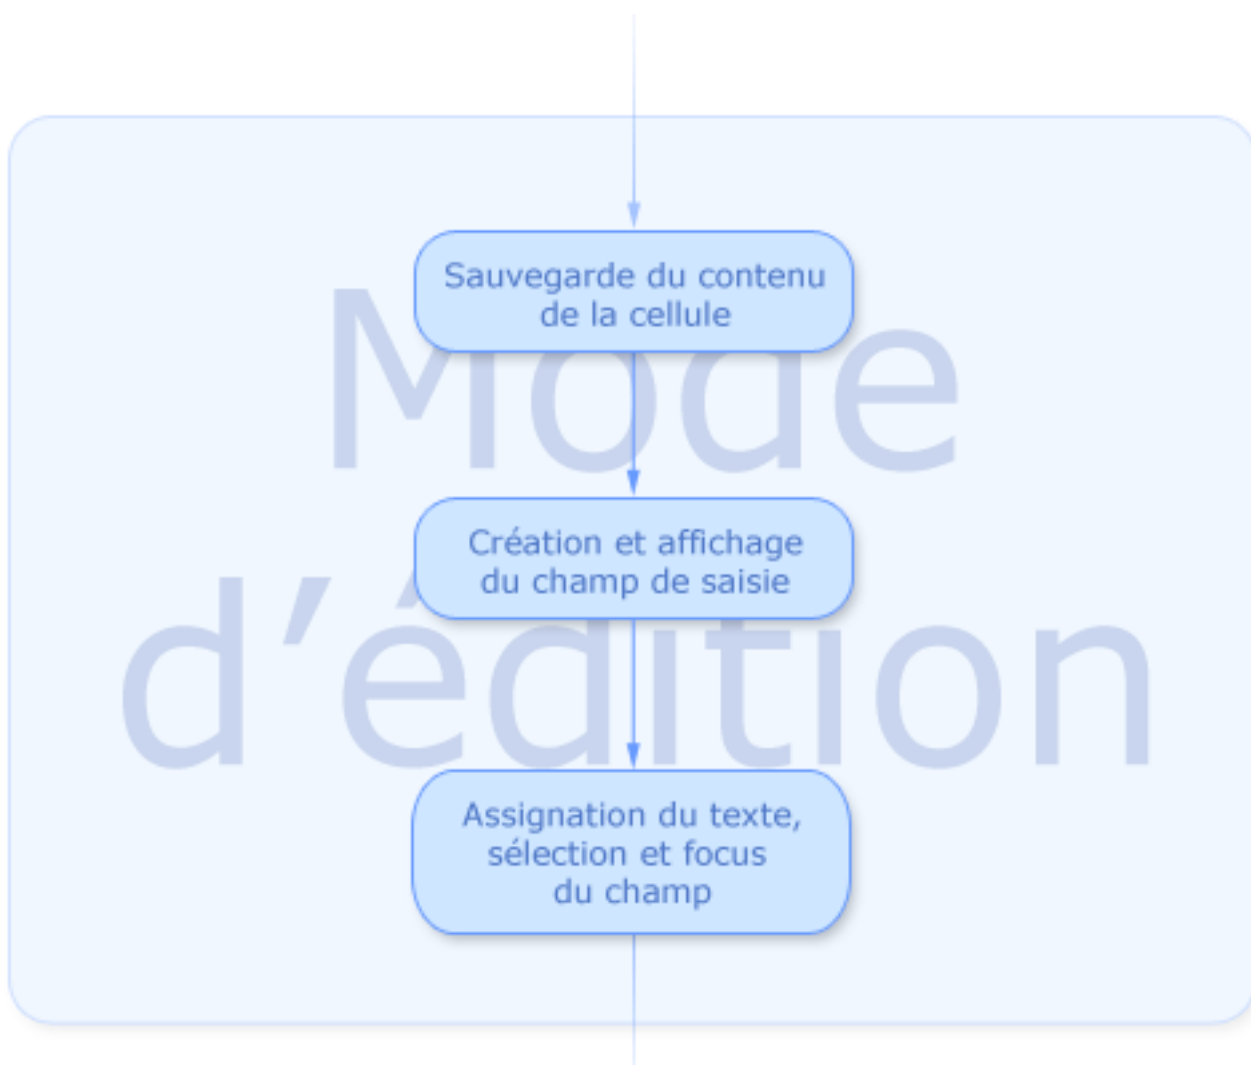 Sauvegarde du contenu
de la cellule
Mode
Création et affichage
du champ de saisie
d’édition
Assignation du texte,
sélection et focus
du champ